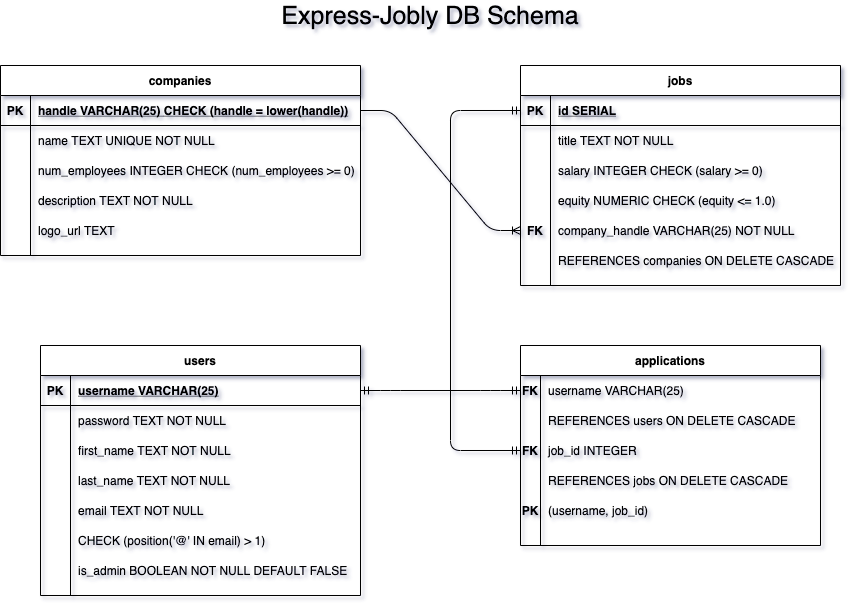 Express-Jobly DB Schema
companies
PK handle VARCHAR(25) CHECK (handle = lower(handle))
name TEXT UNIQUE NOT NULL
num_employees INTEGER CHECK (num_employees >= 0)
description TEXT NOT NULL
logo_url TEXT
jobs
PK id SERIAL
title TEXT NOT NULL
salary INTEGER CHECK (salary >= 0)
equity NUMERIC CHECK (equity <= 1.0)
FK company_handle VARCHAR(25) NOT NULL
REFERENCES companies ON DELETE CASCADE
users
PK username VARCHAR(25)
password TEXT NOT NULL
first_name TEXT NOT NULL
last_name TEXT NOT NULL
email TEXT NOT NULL
CHECK (position('@' IN email) > 1)
is_admin BOOLEAN NOT NULL DEFAULT FALSE
applications
FK username VARCHAR(25)
REFERENCES users ON DELETE CASCADE
FK job_id INTEGER
REFERENCES jobs ON DELETE CASCADE
PK (username, job_id)